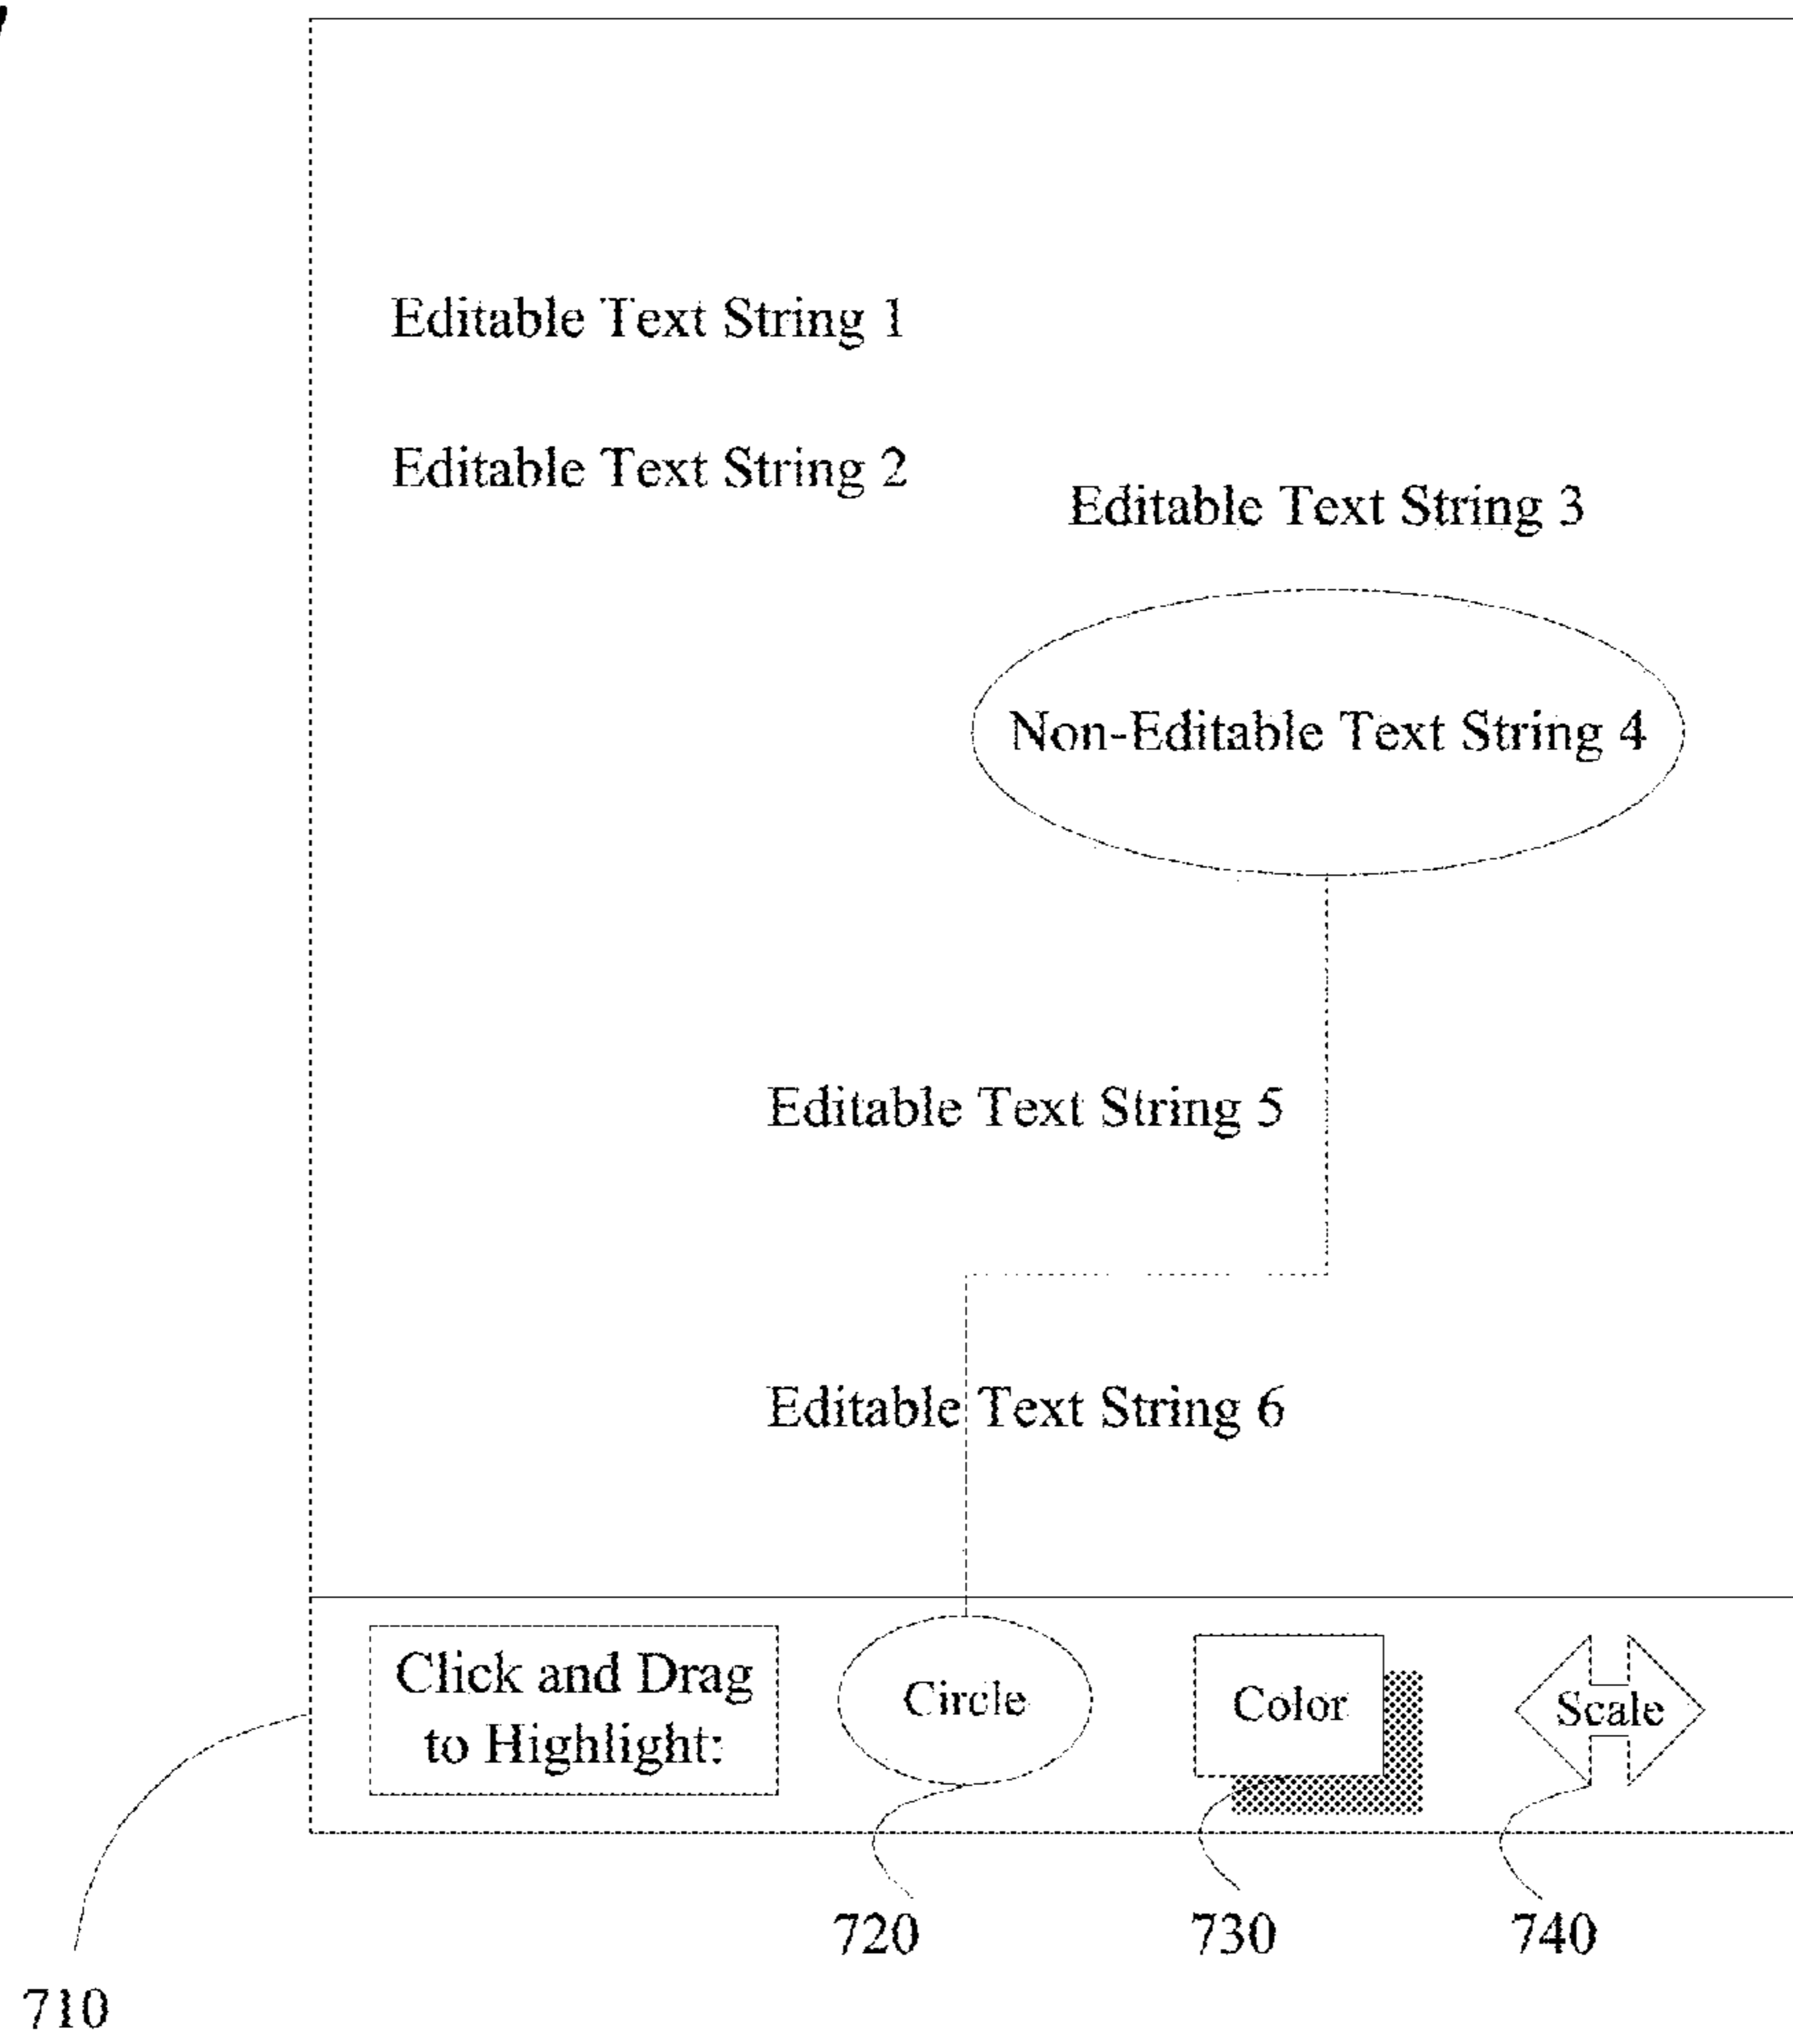 Editable Text String 1
Editable Text String 2
Editable Text String 3
Non-Editable Text String 4
Editable Text String 5
Editable Text String 6
Click and Drag
to Highlight:
Circle
Color
Scale
720
730
740
710